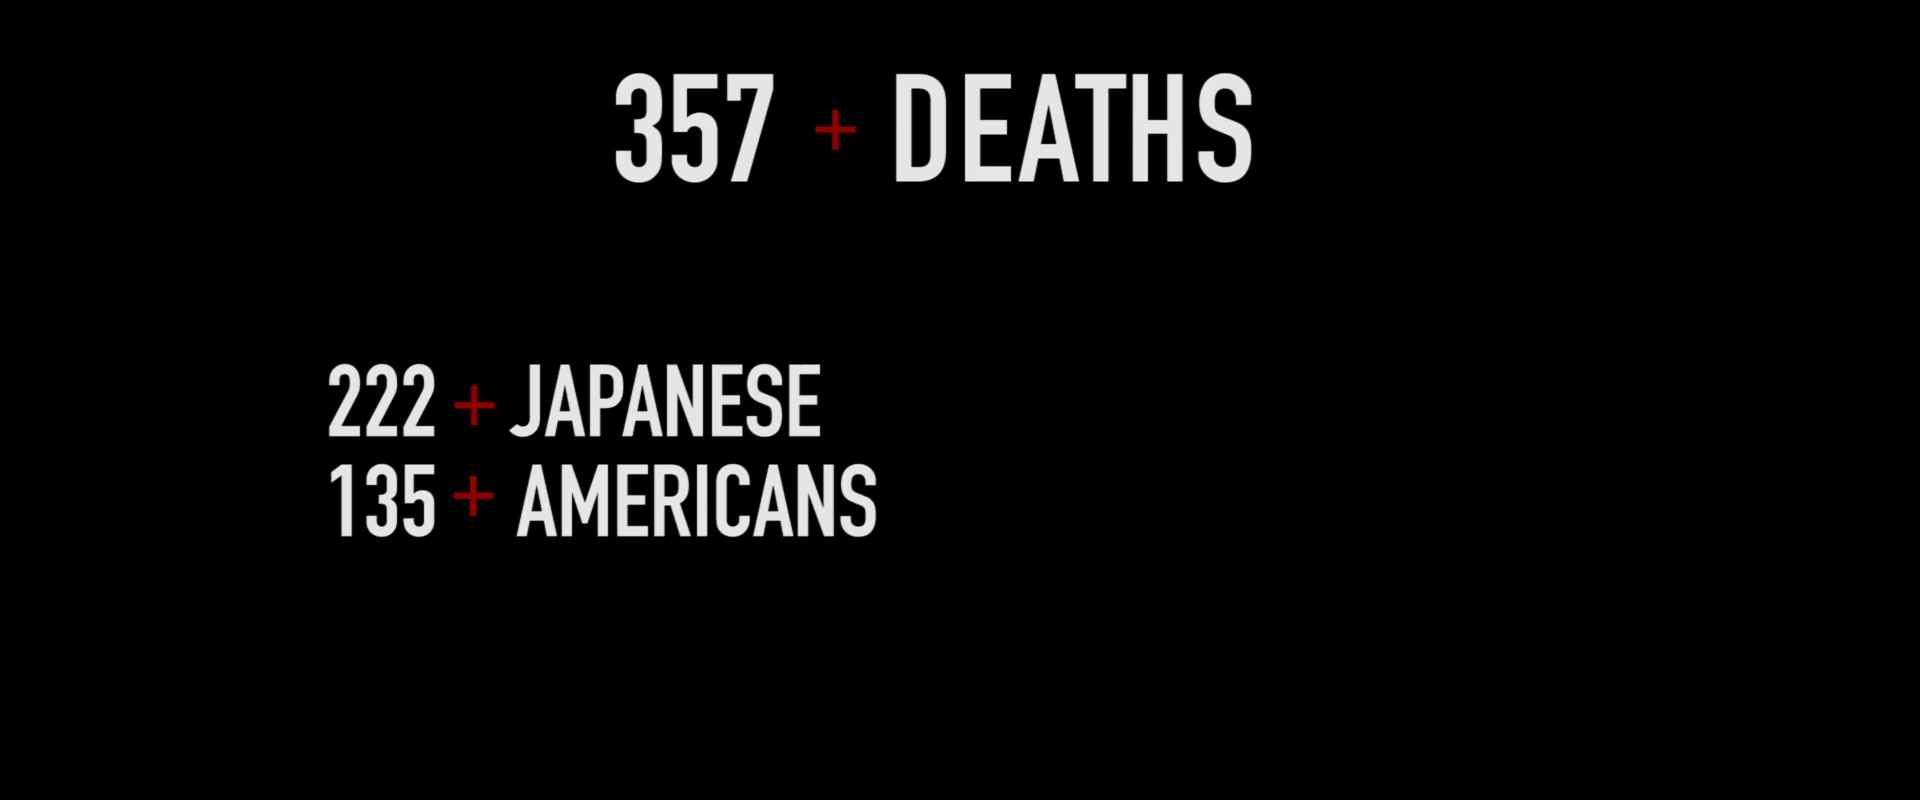 357 + DEATHS
222 + JAPANESE
135 + AMERICANS